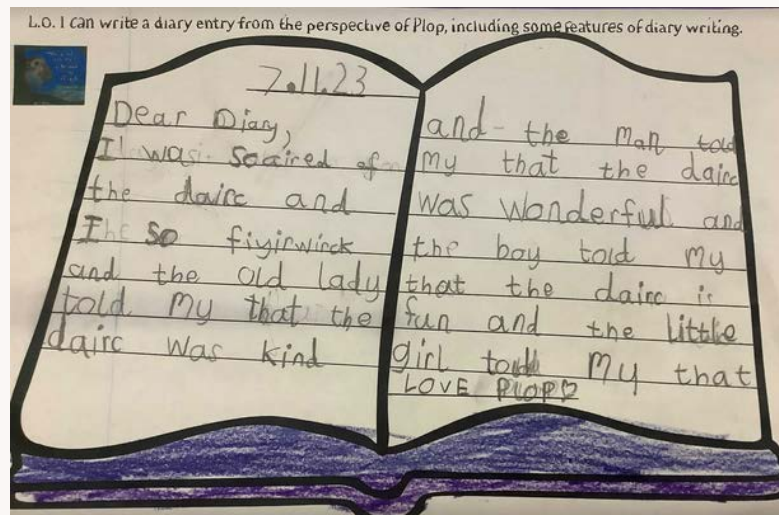 L.O. I can write a diary entry from the perspective of Plop, including some features of diary writing.
7.11.23
Dear Diary,
I was scaired of
the dairc and
I so fiyirwirck
and the old lady
told my that the
dairc was kind
and the man told
my that the dairc
was wonderful and
the boy told my
that the dairc is
fun and the little
girl told my that
LOVE PLOP♡